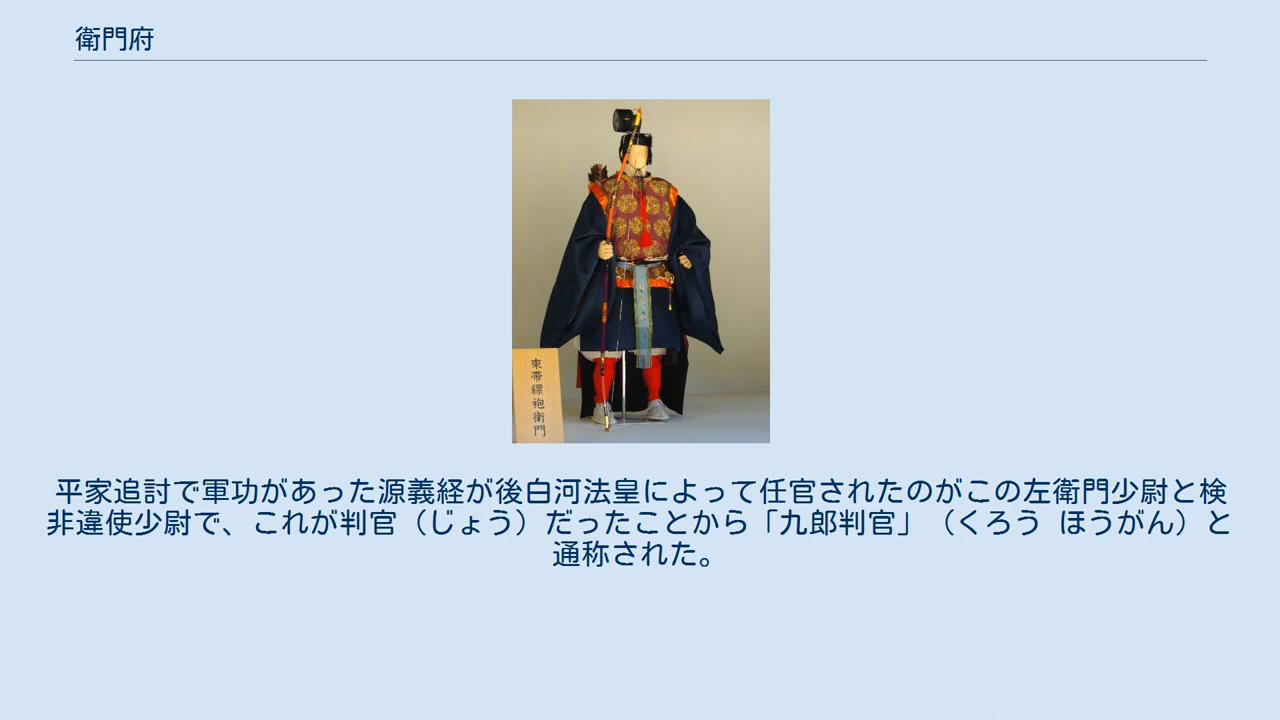 衛門府
束帯縹袍衛門
平家追討で軍功があった源義経が後白河法皇によって任官されたのがこの左衛門少尉と検
非違使少尉で、これが判官（じょう）だったことから「九郎判官」（くろう ほうがん）と
通称された。